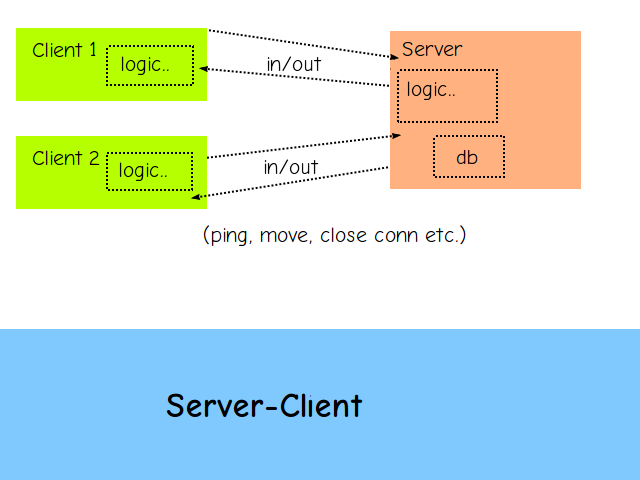 Client 1
logic..
in/out
Server
logic..
Client 2
logic..
in/out
db
(ping, move, close conn etc.)
Server-Client